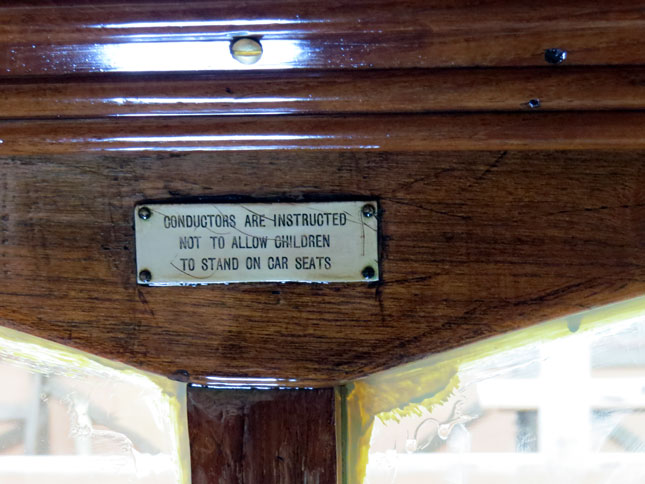 CONDUCTORS ARE INSTRUCTED
NOT TO ALLOW CHILDREN
TO STAND ON CAR SEATS